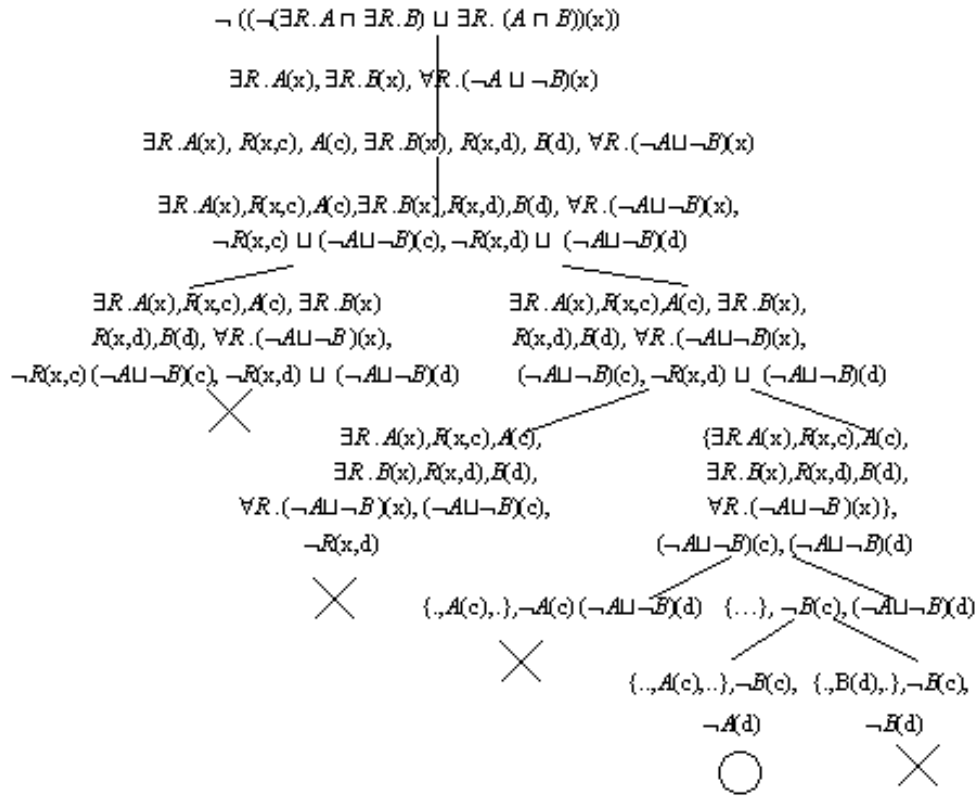 ¬ ((¬(∃R.A ⊓ ∃R.B) ⊔ ∃R. (A ⊓ B))(x))
∃R.A(x), ∃R.B(x), ∀R.(¬A ⊔ ¬B)(x)
∃R.A(x), R(x,c), A(c), ∃R.B(x), R(x,d), B(d), ∀R.(¬A⊔¬B)(x)
∃R.A(x),R(x,c),A(c),∃R.B(x),R(x,d),B(d), ∀R.(¬A⊔¬B)(x),
¬R(x,c) ⊔ (¬A⊔¬B)(c), ¬R(x,d) ⊔ (¬A⊔¬B)(d)
∃R.A(x),R(x,c),A(c), ∃R.B(x)
R(x,d),B(d), ∀R.(¬A⊔¬B)(x),
¬R(x,c) (¬A⊔¬B)(c), ¬R(x,d) ⊔ (¬A⊔¬B)(d)
∃R.A(x),R(x,c),A(c), ∃R.B(x),
R(x,d),B(d), ∀R.(¬A⊔¬B)(x),
(¬A⊔¬B)(c), ¬R(x,d) ⊔ (¬A⊔¬B)(d)
∃R.A(x),R(x,c),A(c),
∃R.B(x),R(x,d),B(d),
∀R.(¬A⊔¬B)(x), (¬A⊔¬B)(c),
¬R(x,d)
{∃R.A(x),R(x,c),A(c),
∃R.B(x),R(x,d),B(d),
∀R.(¬A⊔¬B)(x)},
(¬A⊔¬B)(c), (¬A⊔¬B)(d)
{.,A(c),.},¬A(c) (¬A⊔¬B)(d)
{…}, ¬B(c), (¬A⊔¬B)(d)
{..,A(c),..},¬B(c),
¬A(d)
{.,B(d),.},¬B(c),
¬B(d)